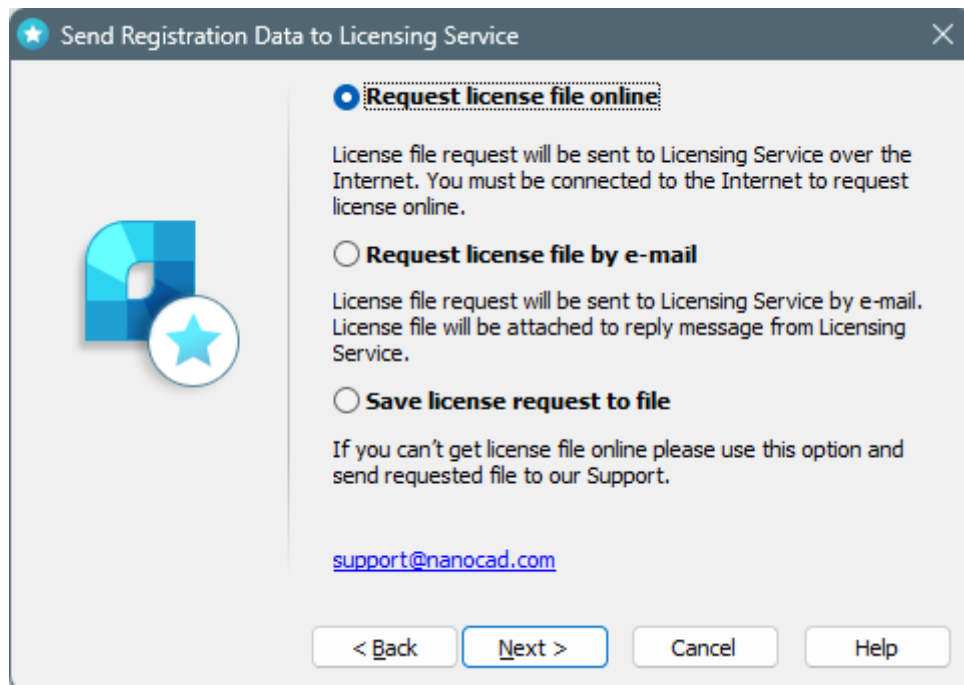 Send Registration Data to Licensing Service
Request license file online
License file request will be sent to Licensing Service over the
Internet. You must be connected to the Internet to request
license online.
Request license file by e-mail
License file request will be sent to Licensing Service by e-mail.
License file will be attached to reply message from Licensing
Service.
Save license request to file
If you can't get license file online please use this option and
send requested file to our Support.
support@nanocad.com
< Back Next > Cancel Help